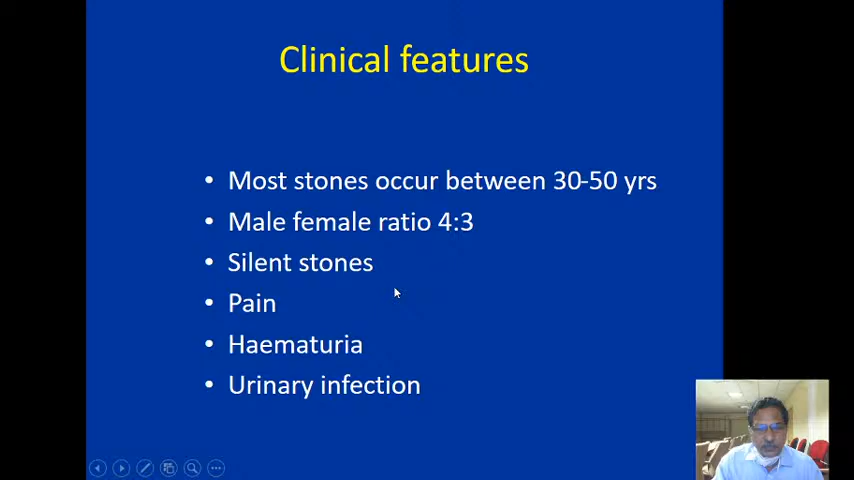 Clinical features
• Most stones occur between 30-50 yrs
• Male female ratio 4:3
• Silent stones
• Pain
• Haematuria
• Urinary infection